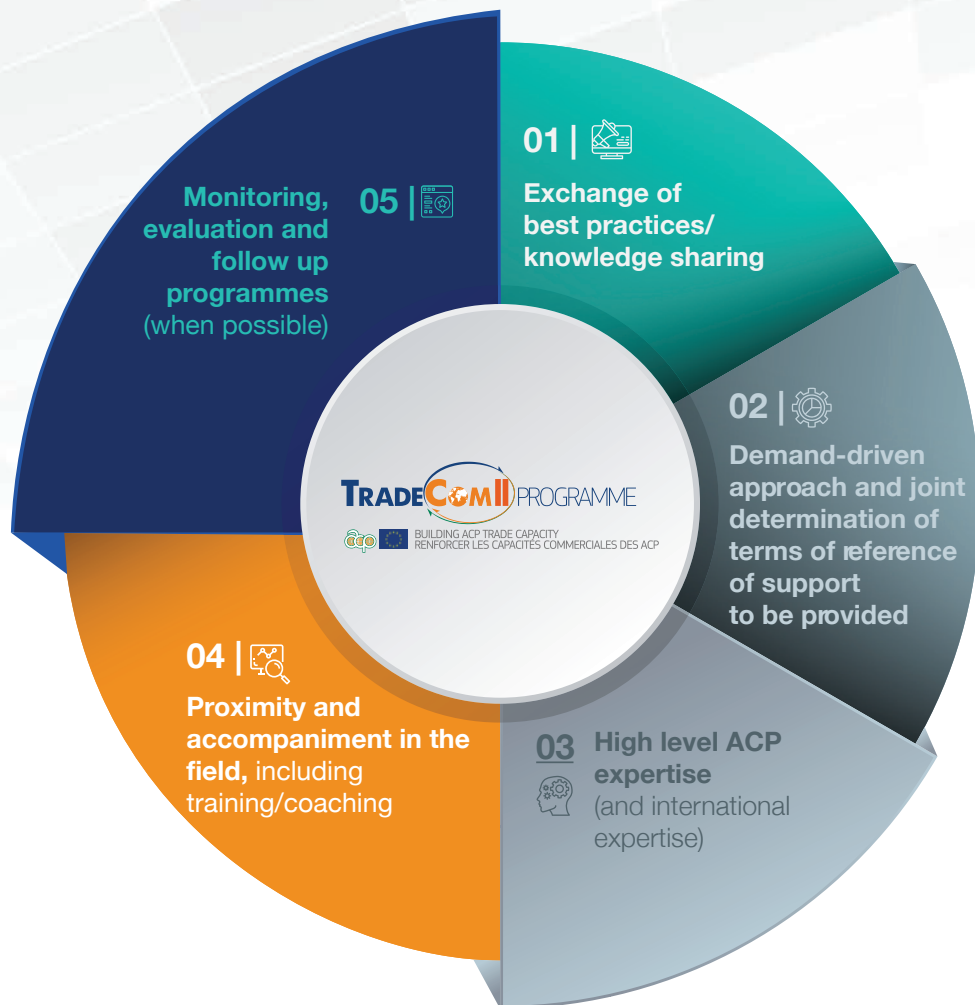 01 |
Exchange of
best practices/
knowledge sharing
02 |
Demand-driven
approach and joint
determination of
terms of reference
of support
to be provided
03
High level ACP
expertise
(and international
expertise)
04 |
Proximity and
accompaniment in the
field, including
training/coaching
05 |
Monitoring,
evaluation and
follow up
programmes
(when possible)
TRADECOMII PROGRAMME
acp
BUILDING ACP TRADE CAPACITY
RENFORCER LES CAPACITÉS COMMERCIALES DES ACP